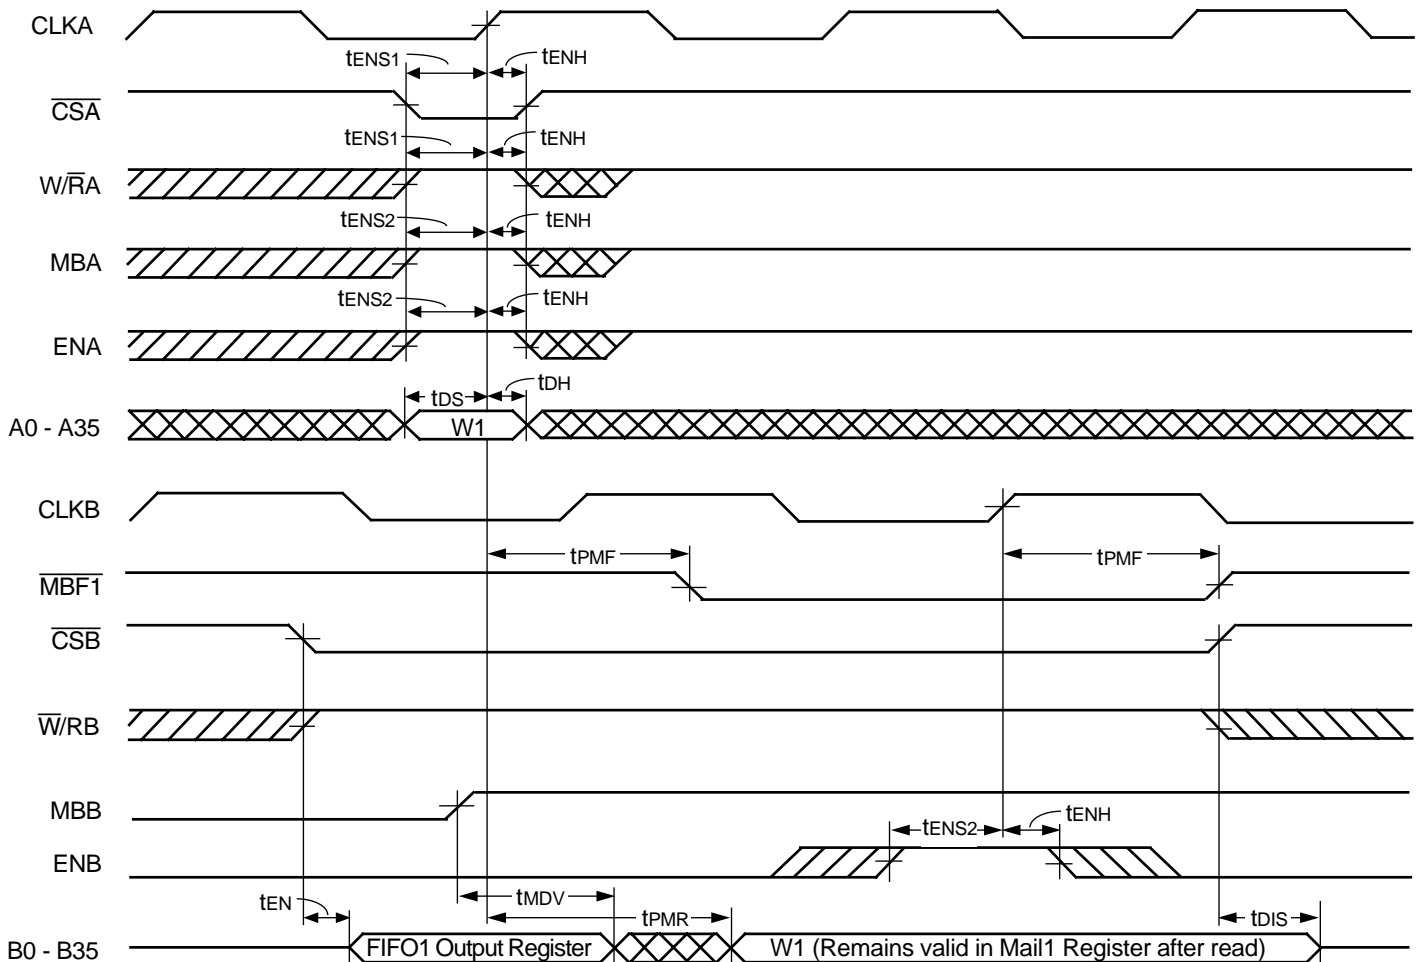 CLKA
tENS1 tENH
CSA
tENS1 tENH
W/RA
tENS2 tENH
MBA
tENS2 tENH
ENA
tDS tDH
A0 - A35 W1
CLKB
tPMF tPMF
MBF1
CSB
W/RB
MBB
tENS2 tENH
ENB
tEN tMDV tPMR tDIS
B0 - B35 FIFO1 Output Register W1 (Remains valid in Mail1 Register after read)